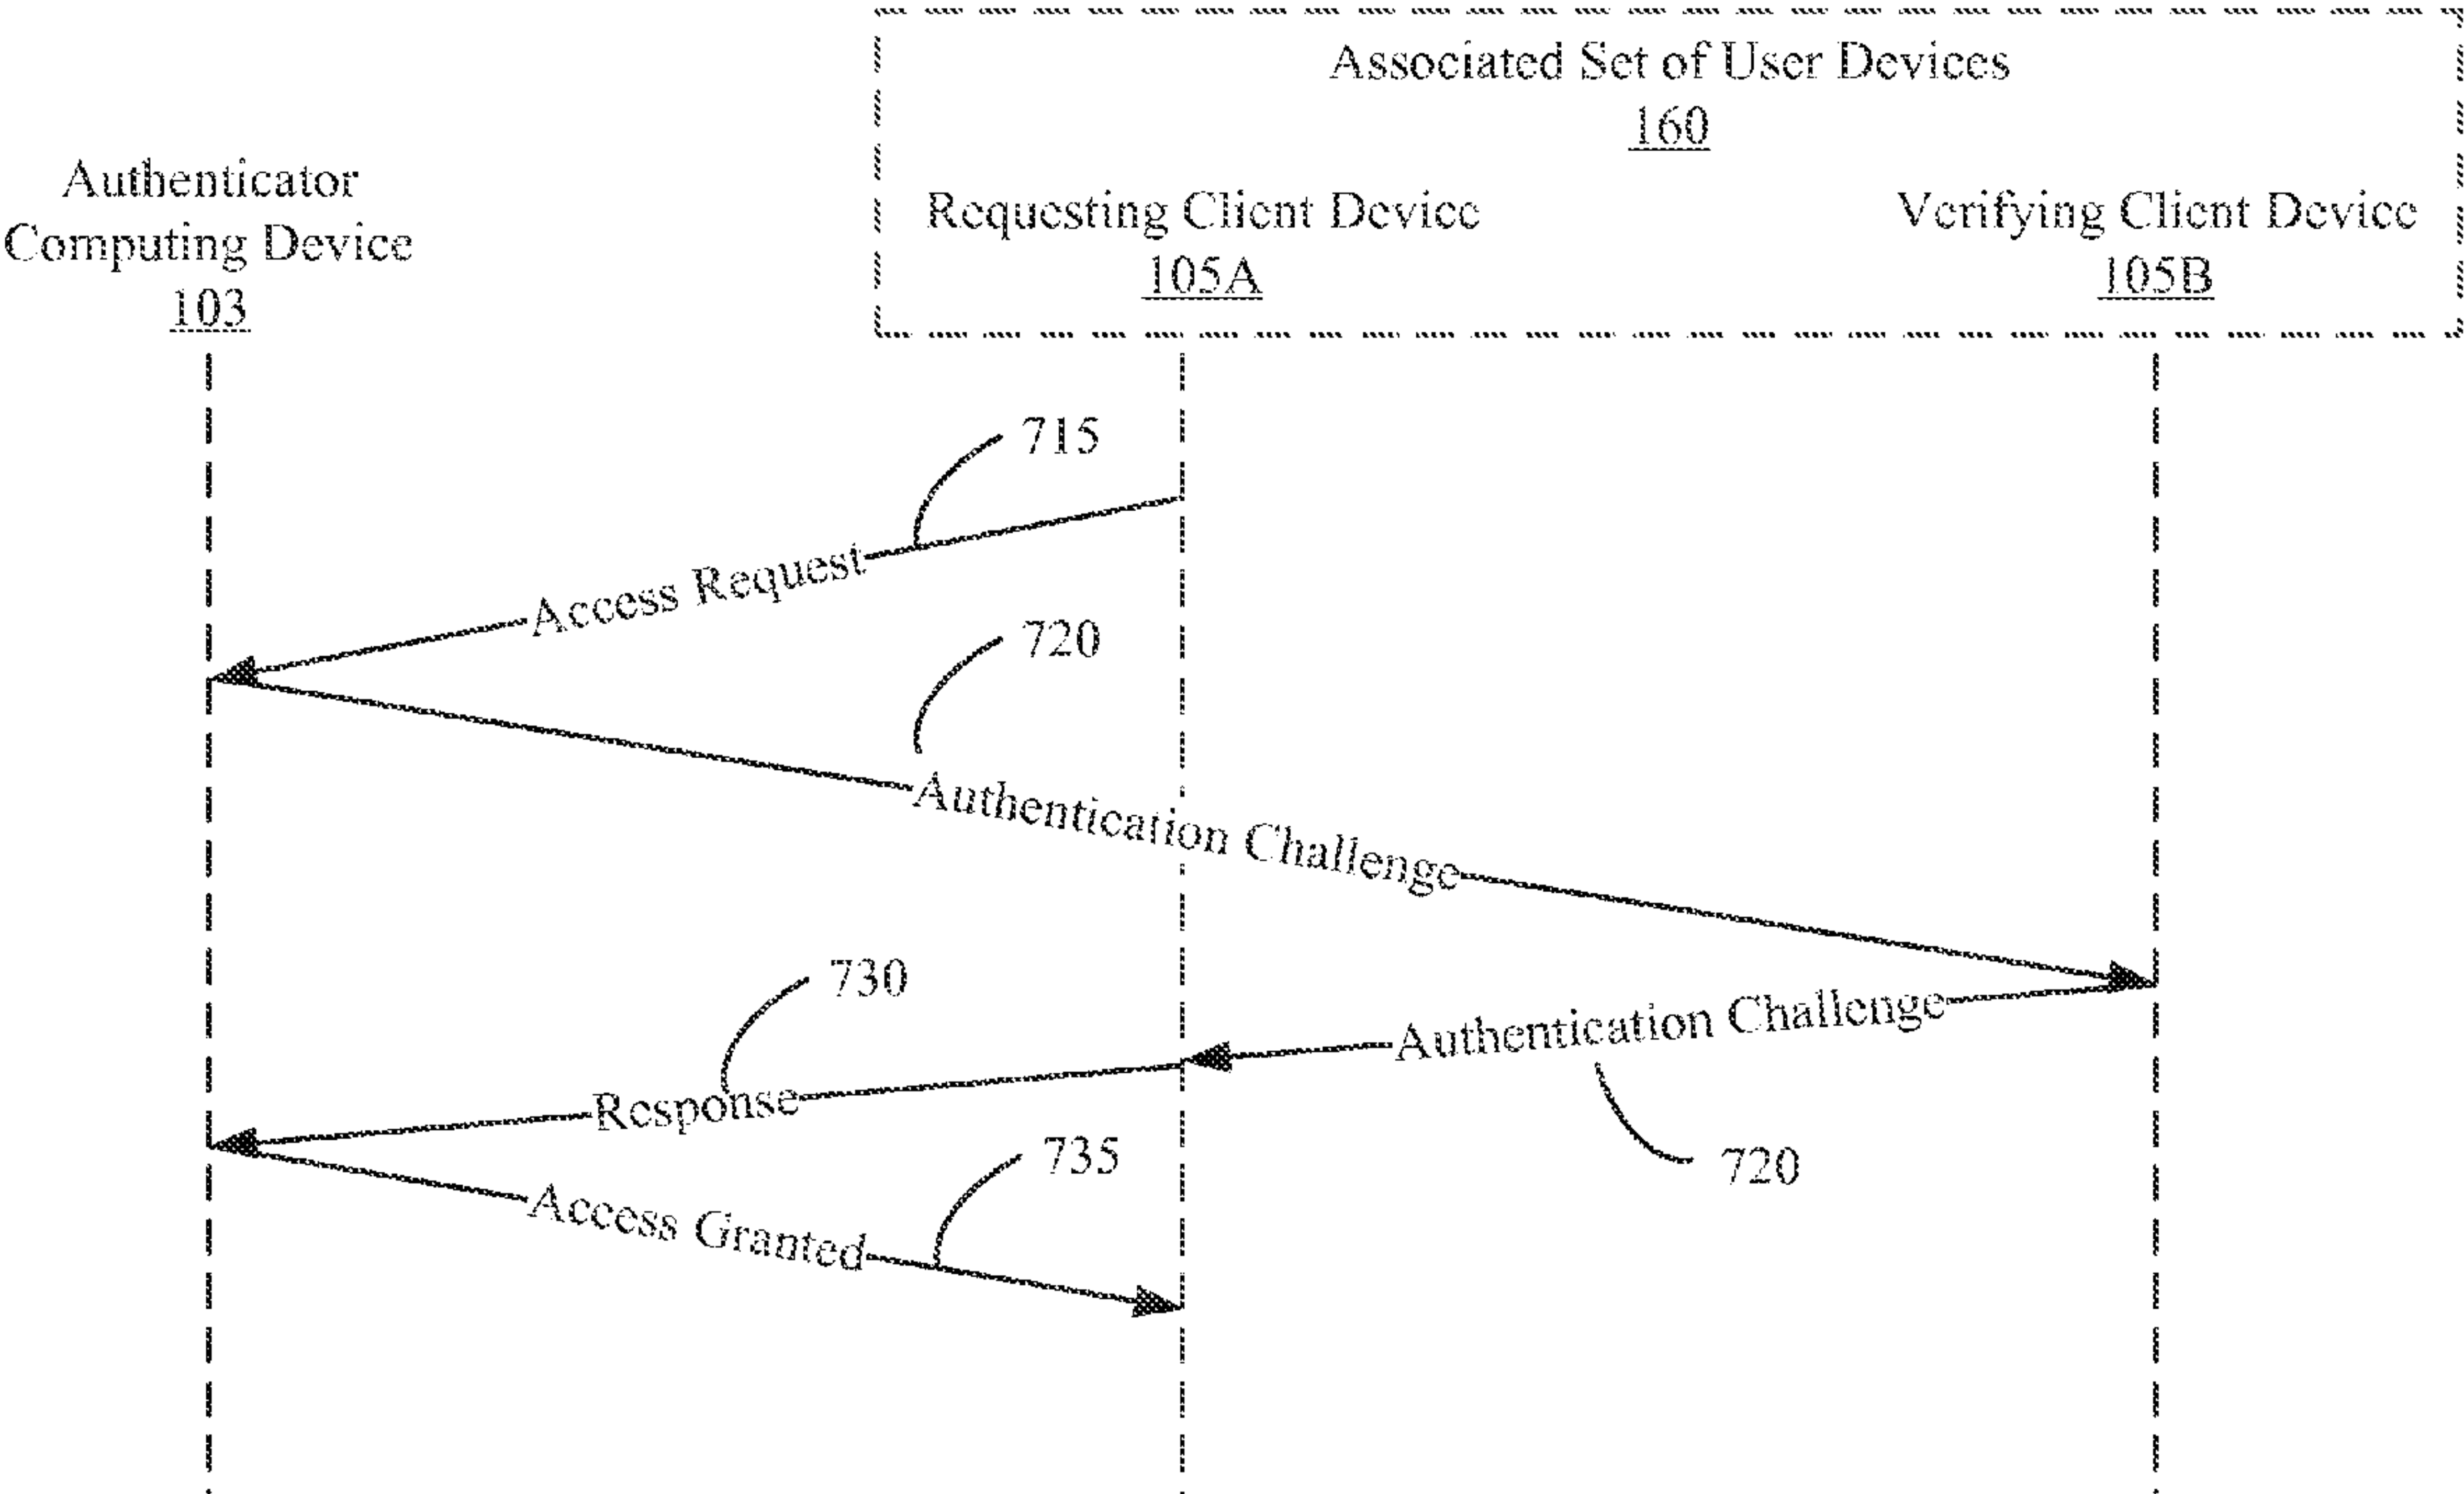 Associated Set of User Devices
160
Authenticator
Computing Device
103
Requesting Client Device
105A
Verifying Client Device
105B
715
Access Request
720
Authentication Challenge
730
Authentication Challenge
Response
720
735
Access Granted